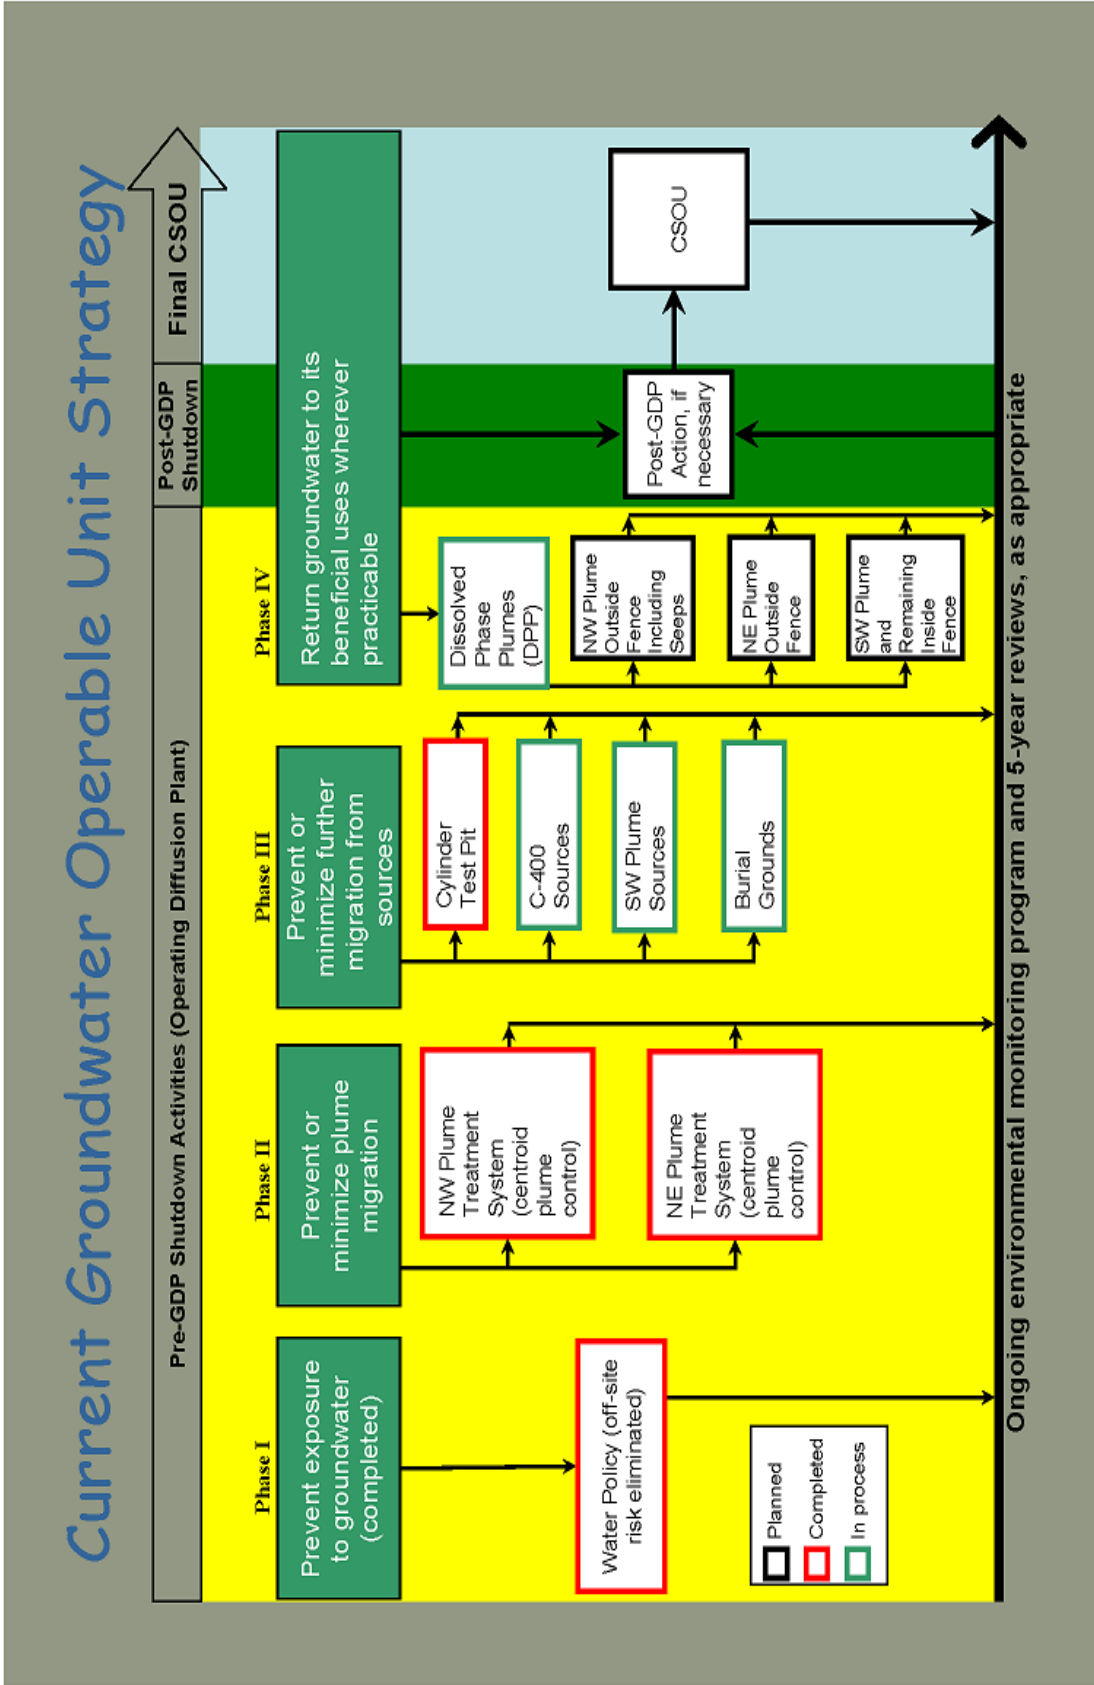 Current Groundwater Operable Unit Strategy
Pre-GDP Shutdown Activities (Operating Diffusion Plant)
Post-GDP
Shutdown
Final CSOU
Phase I
Prevent exposure
to groundwater
(completed)
Water Policy (off-site
risk eliminated)
Phase II
Prevent or
minimize plume
migration
NW Plume
Treatment
System
(centroid
plume
control)
NE Plume
Treatment
System
(centroid
plume
control)
Phase III
Prevent or
minimize further
migration from
sources
Cylinder
Test Pit
C-400
Sources
SW Plume
Sources
Burial
Grounds
Phase IV
Return groundwater to its
beneficial uses wherever
practicable
Dissolved
Phase
Plumes
(DPP)
NW Plume
Outside
Fence
Including
Seeps
NE Plume
Outside
Fence
SW Plume
and
Remaining
Inside
Fence
Post-GDP
Action, if
necessary
CSOU
Planned
Completed
In process
Ongoing environmental monitoring program and 5-year reviews, as appropriate